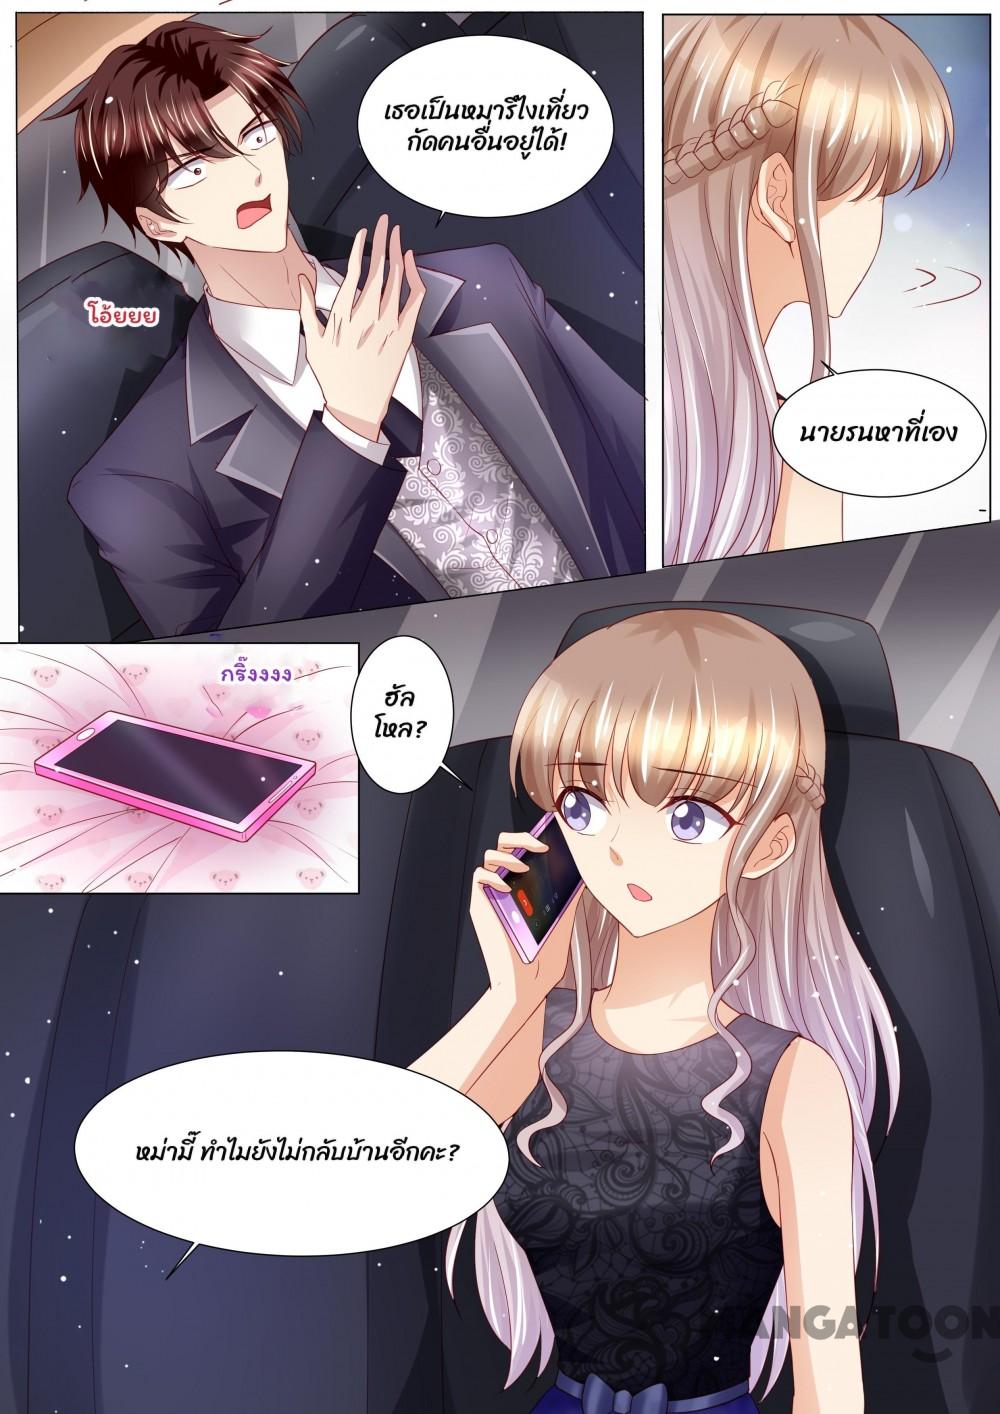 เธอเป็นหมารึไงเที่ยว
กัดคนอื่นอยู่ได้!
โอ้ยยย
นายรนหาที่เอง
กริ๊งงงง
ฮัล
โหล?
หม่ามี๊ ทำไมยังไม่กลับบ้านอีกคะ?
MANGATOON